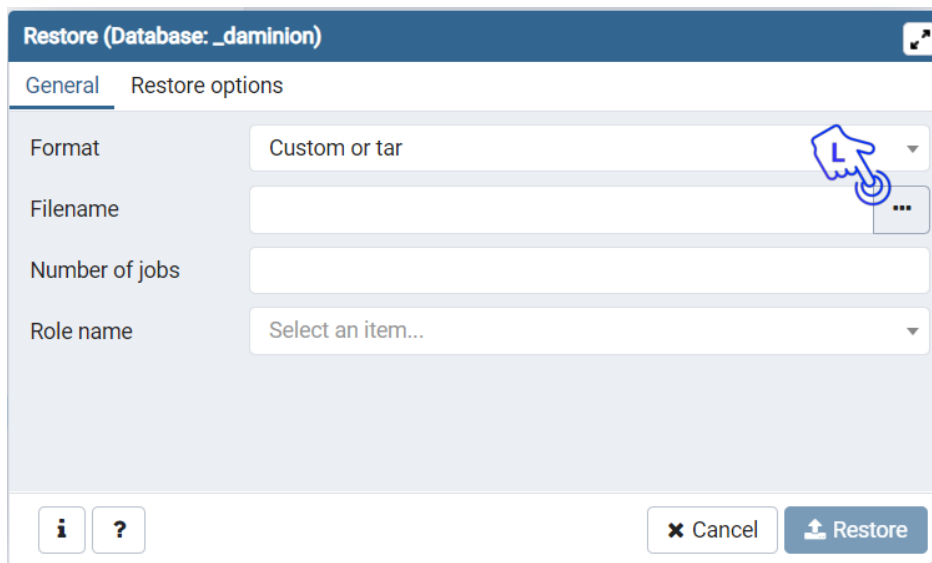 Restore (Database: _daminion)
General Restore options
Format Custom or tar
L
Filename ...
Number of jobs
Role name Select an item...
i ? Cancel Restore